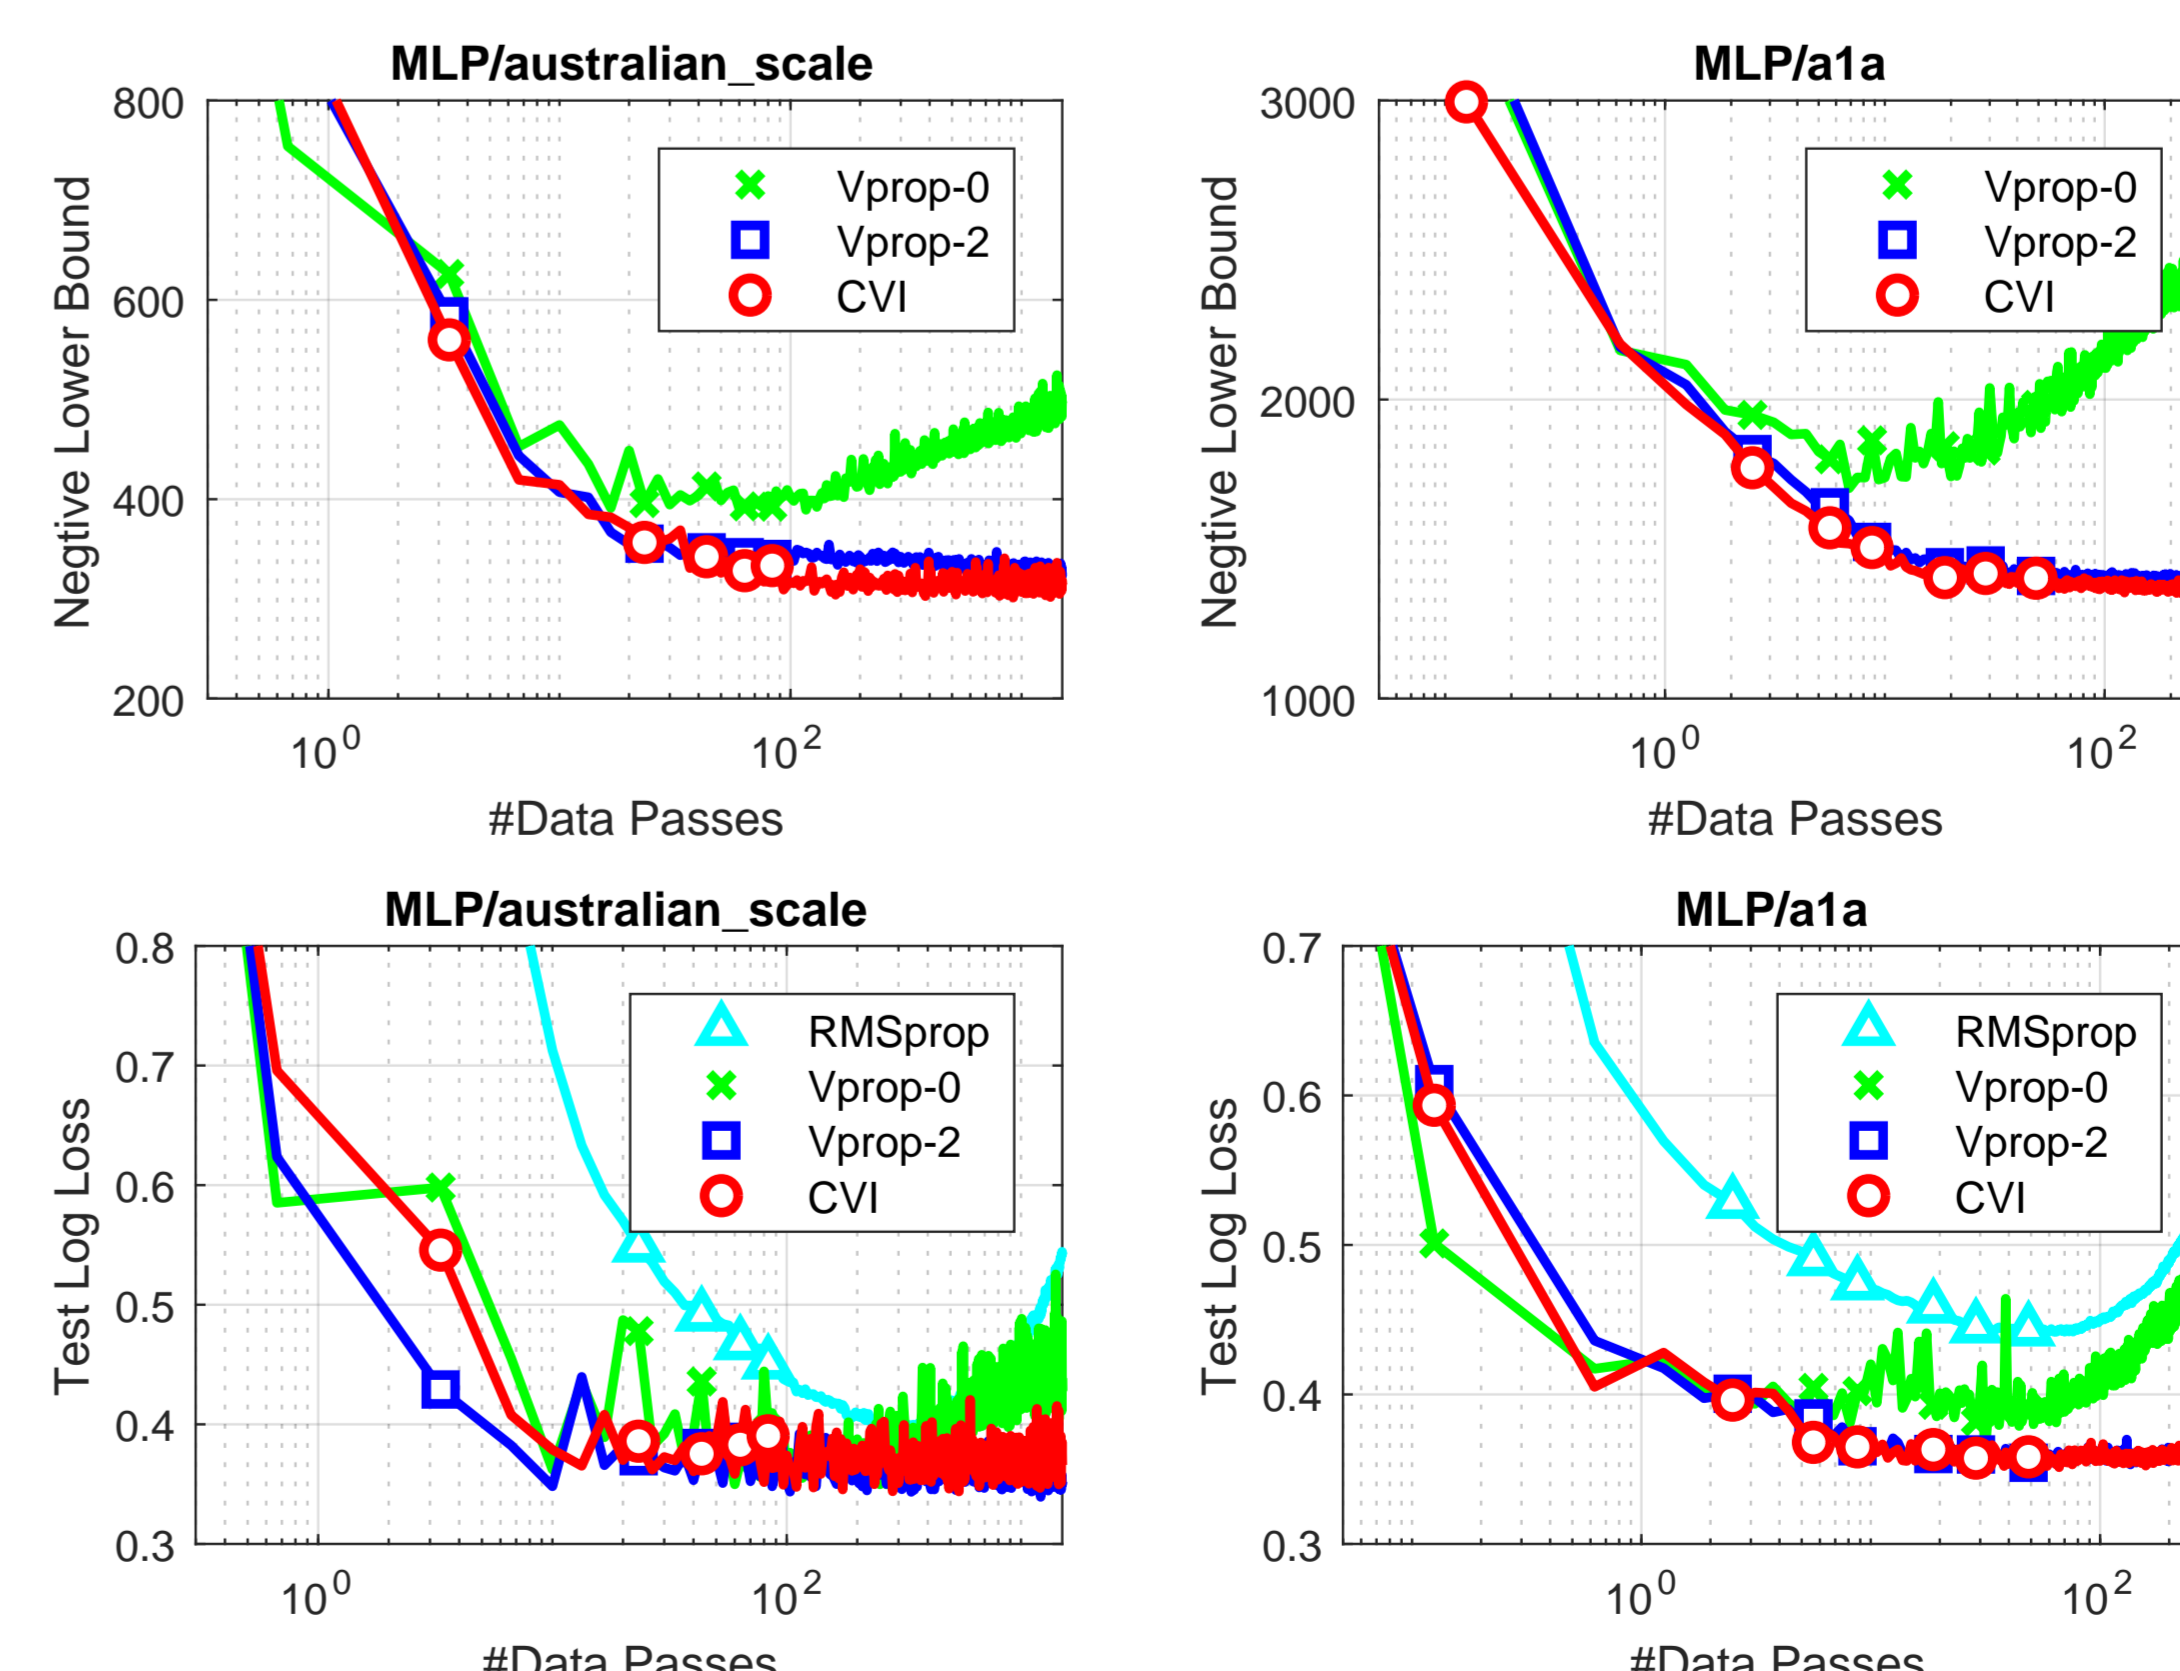 MLP/australian_scale
800
600
400
200
Negtive Lower Bound
Vprop-0
Vprop-2
CVI
10^0
10^2
#Data Passes
MLP/a1a
3000
2000
1000
Negtive Lower Bound
Vprop-0
Vprop-2
CVI
10^0
10^2
#Data Passes
MLP/australian_scale
0.8
0.7
0.6
0.5
0.4
0.3
Test Log Loss
RMSprop
Vprop-0
Vprop-2
CVI
10^0
10^2
#Data Passes
MLP/a1a
0.7
0.6
0.5
0.4
0.3
Test Log Loss
RMSprop
Vprop-0
Vprop-2
CVI
10^0
10^2
#Data Passes